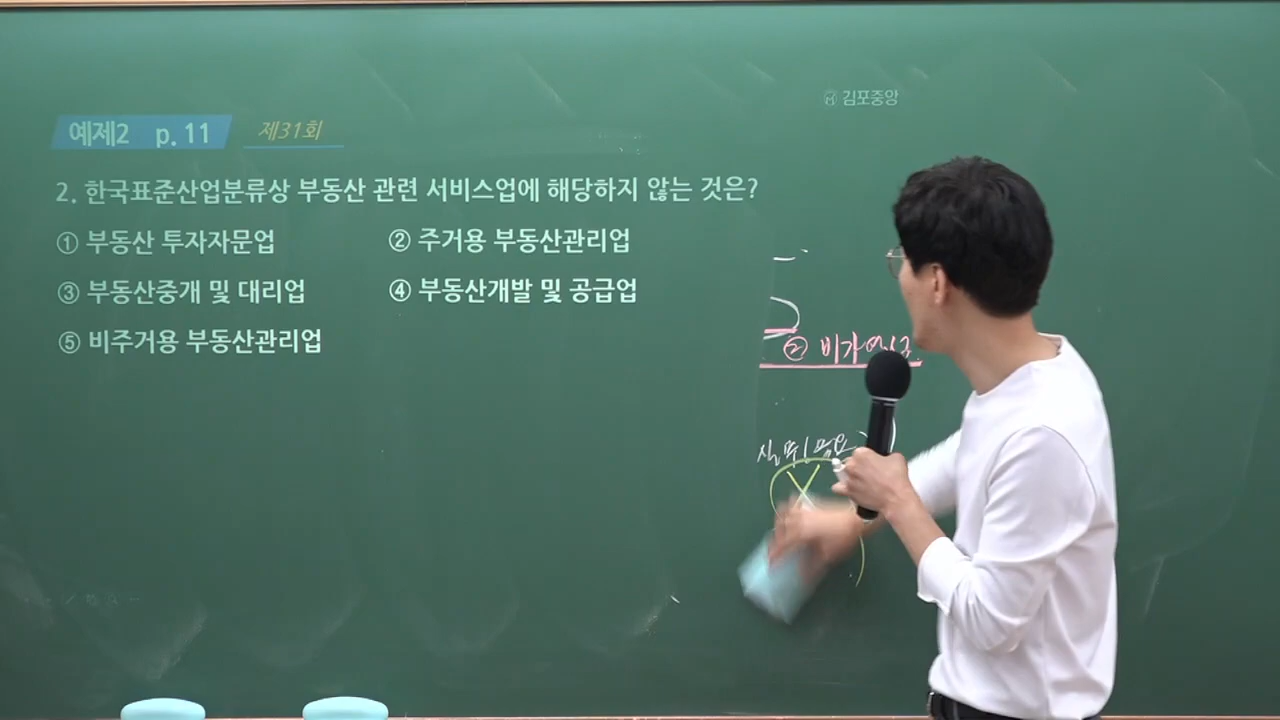 김포중앙
예제2 p. 11 제31회
2. 한국표준산업분류상 부동산 관련 서비스업에 해당하지 않는 것은?
① 부동산 투자자문업 ② 주거용 부동산관리업
③ 부동산중개 및 대리업 ④ 부동산개발 및 공급업
⑤ 비주거용 부동산관리업
② 비가